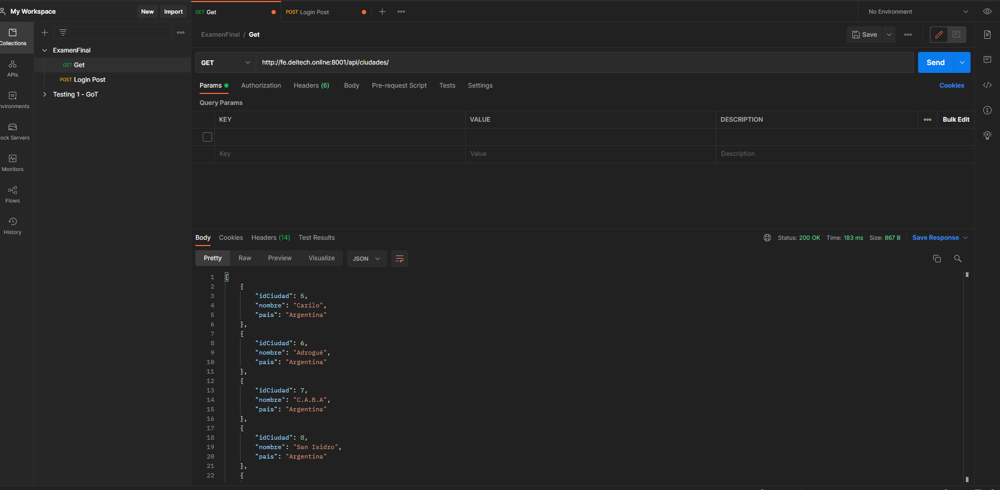 My Workspace
New
Import
GET Get
POST Login Post
No Environment
Collections
APIs
nvironments
ock Servers
Monitors
Flows
History
ExamenFinal
GET Get
POST Login Post
Testing 1 - GoT
ExamenFinal / Get
Save
GET
http://fe.deitech.online:8001/api/ciudades/
Send
Params
Authorization
Headers (6)
Body
Pre-request Script
Tests
Settings
Cookies
Query Params
KEY
VALUE
DESCRIPTION
Bulk Edit
Key
Value
Description
Body
Cookies
Headers (14)
Test Results
Status: 200 OK
Time: 183 ms
Size: 867 B
Save Response
Pretty
Raw
Preview
Visualize
JSON
1 [
2 {
3 "idCiudad": 5,
4 "nombre": "Carilo",
5 "pais": "Argentina"
6 },
7 {
8 "idCiudad": 6,
9 "nombre": "Adrogué",
10 "pais": "Argentina"
11 },
12 {
13 "idCiudad": 7,
14 "nombre": "C.A.B.A",
15 "pais": "Argentina"
16 },
17 {
18 "idCiudad": 8,
19 "nombre": "San Isidro",
20 "pais": "Argentina"
21 },
22 {